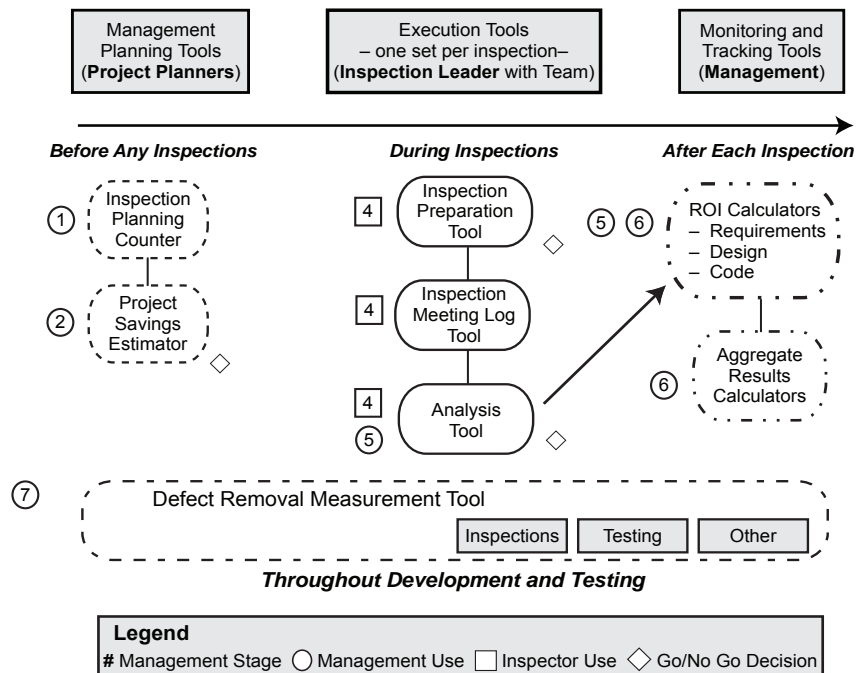 Management
Planning Tools
(Project Planners)
Execution Tools
– one set per inspection–
(Inspection Leader with Team)
Monitoring and
Tracking Tools
(Management)
Before Any Inspections
During Inspections
After Each Inspection
1
Inspection
Planning
Counter
2
Project
Savings
Estimator
4
Inspection
Preparation
Tool
4
Inspection
Meeting Log
Tool
4
5
Analysis
Tool
5 6
ROI Calculators
– Requirements
– Design
– Code
6
Aggregate
Results
Calculators
7
Defect Removal Measurement Tool
Inspections Testing Other
Throughout Development and Testing
Legend
# Management Stage Management Use Inspector Use Go/No Go Decision